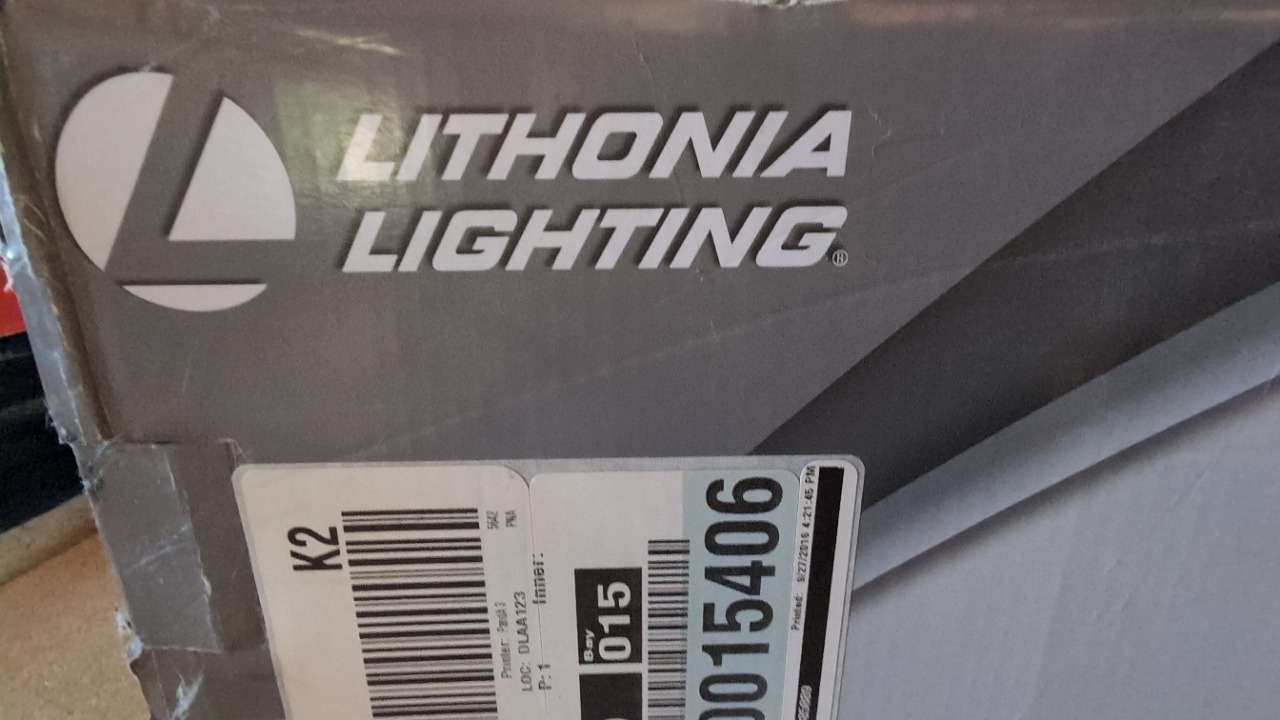 LITHONIA
LIGHTING®
K2
5642
PNA
Printer: PandA3
LOC: DLAA123
P: 1 Inner:
Bay
015
0015406
Printed: 9/27/2016 4:21:45 PM